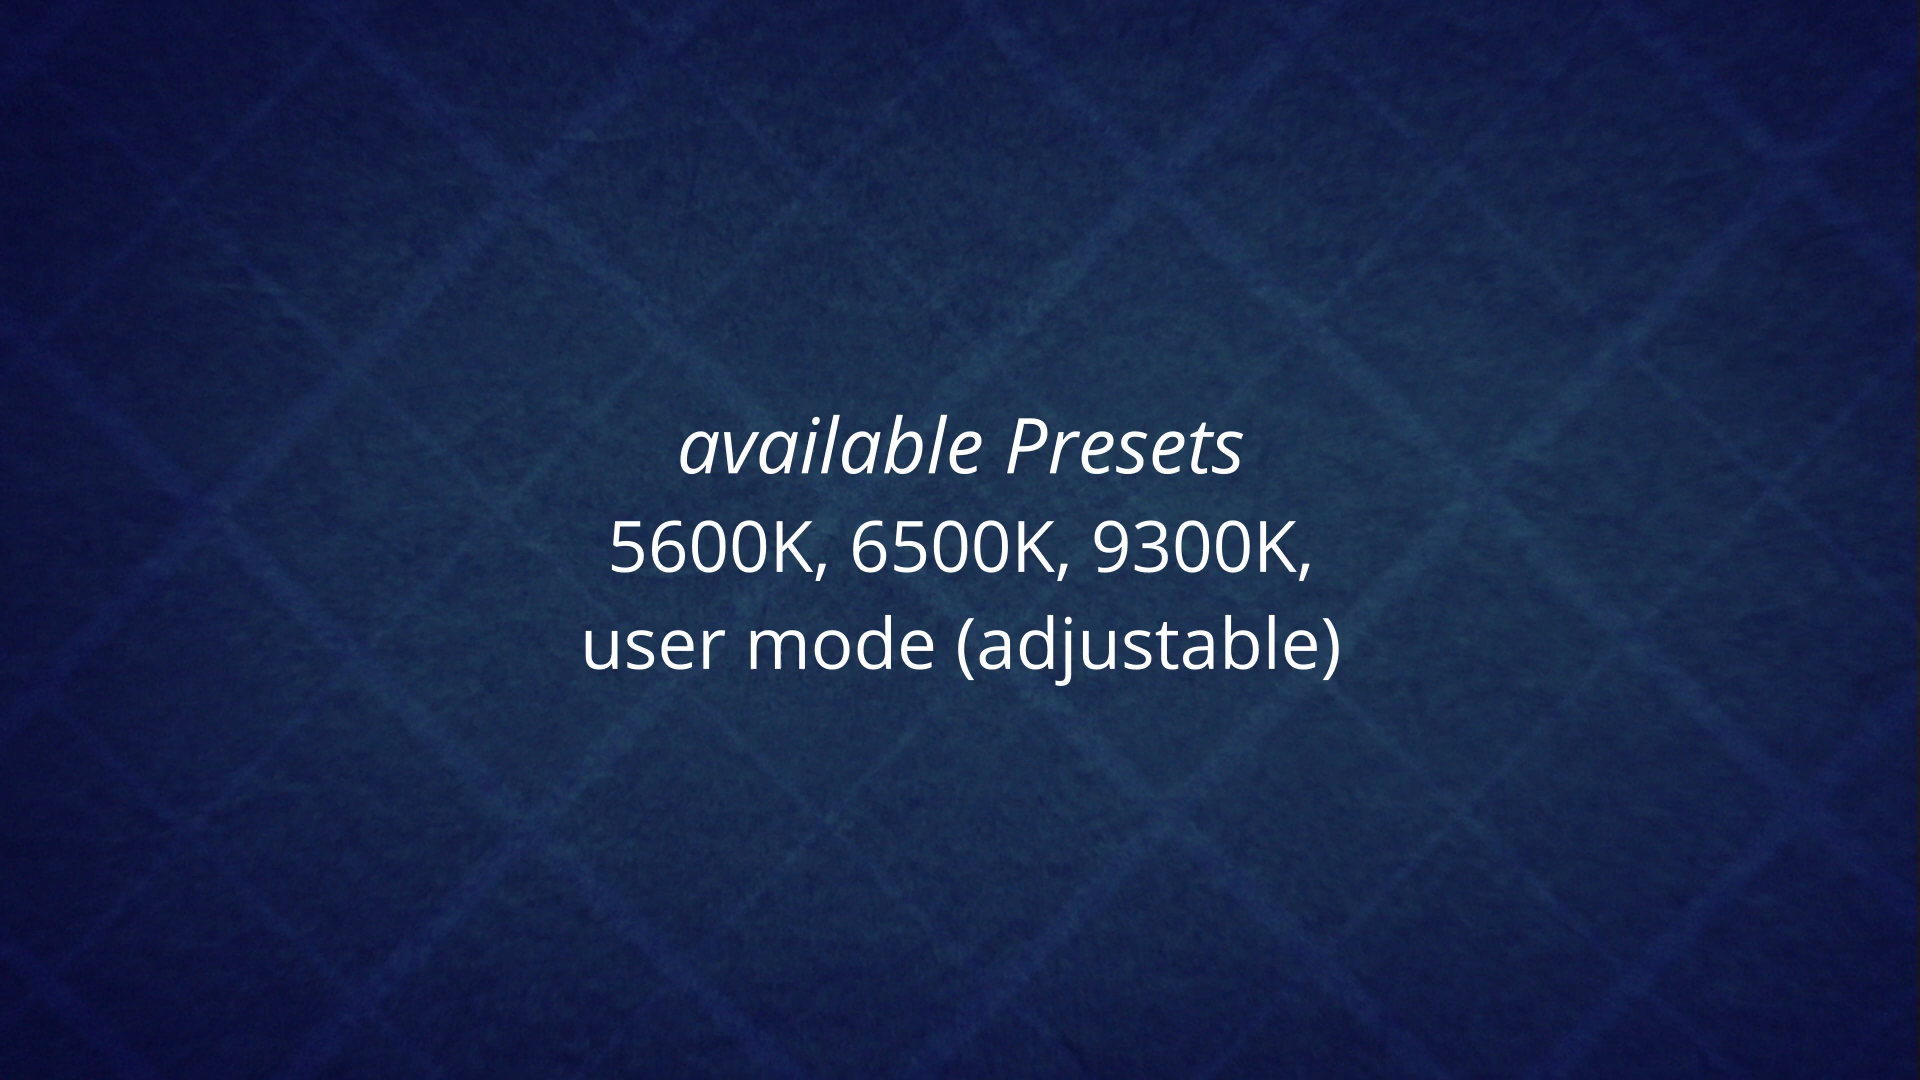 available Presets
5600K, 6500K, 9300K,
user mode (adjustable)